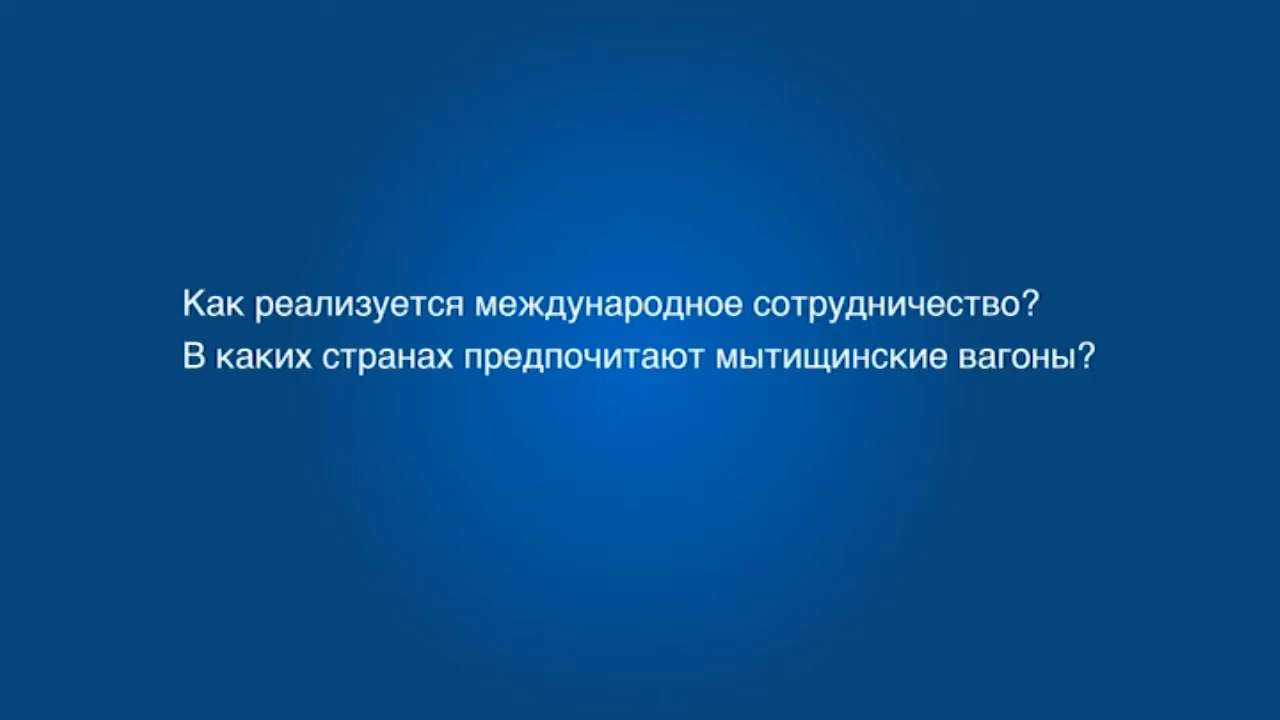 Как реализуется международное сотрудничество?
В каких странах предпочитают мытищинские вагоны?